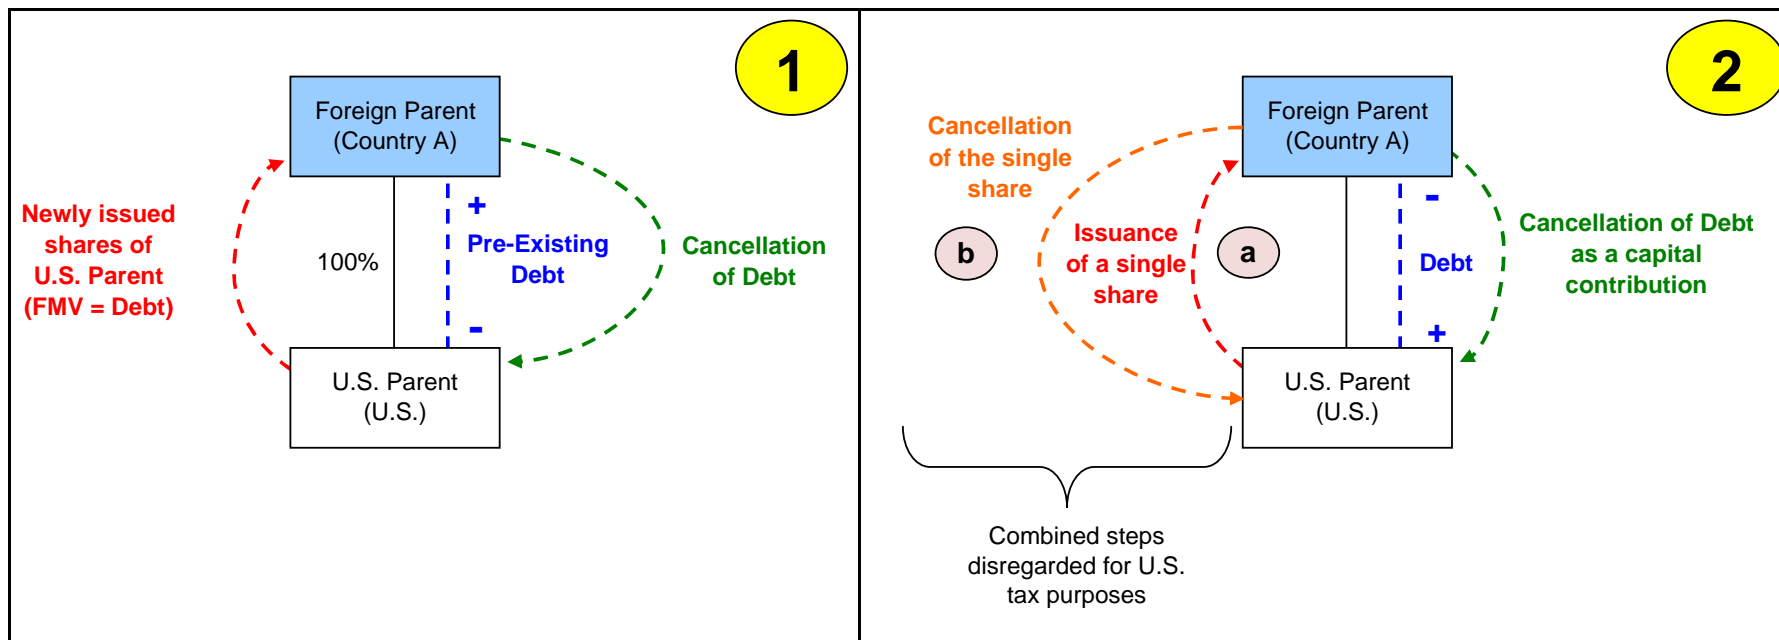 1
Foreign Parent
(Country A)
Newly issued
shares of
U.S. Parent
(FMV = Debt)
100%
+
Pre-Existing
Debt
-
Cancellation
of Debt
U.S. Parent
(U.S.)
2
Foreign Parent
(Country A)
Cancellation
of the single
share
b
Issuance
of a single
share
a
-
Debt
+
Cancellation of Debt
as a capital
contribution
U.S. Parent
(U.S.)
Combined steps
disregarded for U.S.
tax purposes